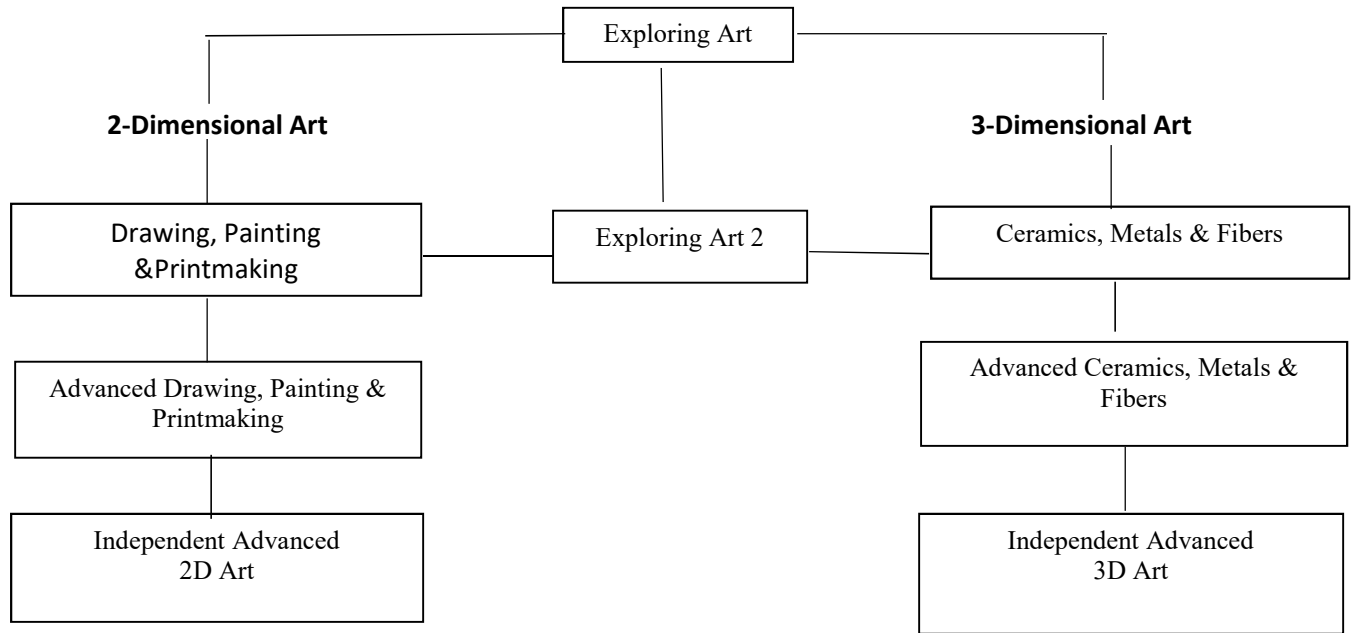 Exploring Art
2-Dimensional Art
3-Dimensional Art
Drawing, Painting
&Printmaking
Exploring Art 2
Ceramics, Metals & Fibers
Advanced Drawing, Painting &
Printmaking
Advanced Ceramics, Metals &
Fibers
Independent Advanced
2D Art
Independent Advanced
3D Art